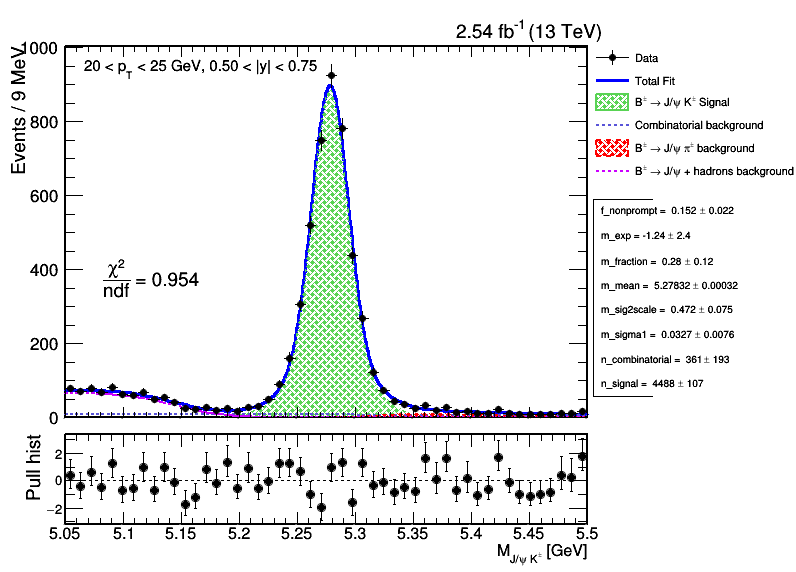 2.54 fb⁻¹ (13 TeV)
Events / 9 MeV
20 < p_T < 25 GeV, 0.50 < |y| < 0.75
1000
800
600
400
200
0
χ²/ndf = 0.954
Data
Total Fit
B± → J/ψ K± Signal
Combinatorial background
B± → J/ψ π± background
B± → J/ψ + hadrons background
f_nonprompt = 0.152 ± 0.022
m_exp = -1.24 ± 2.4
m_fraction = 0.28 ± 0.12
m_mean = 5.27832 ± 0.00032
m_sig2scale = 0.472 ± 0.075
m_sigma1 = 0.0327 ± 0.0076
n_combinatorial = 361 ± 193
n_signal = 4488 ± 107
Pull hist
2
0
−2
5.05 5.1 5.15 5.2 5.25 5.3 5.35 5.4 5.45 5.5
M_J/ψ K± [GeV]